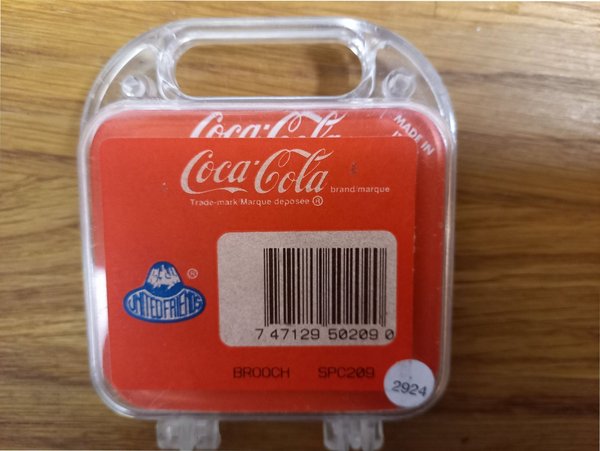 Coca-Cola
MADE IN
Coca-Cola brand/marque
Trade-mark/Marque deposée ®
®
UNITED FRIENDS
7 47129 50209 0
BROOCH SPC209
2924